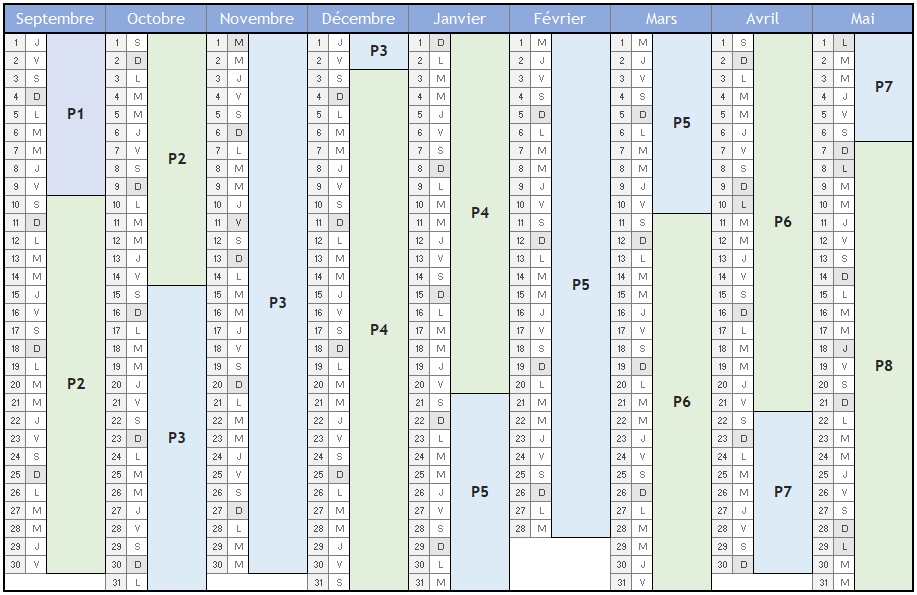 Septembre Octobre Novembre Décembre Janvier Février Mars Avril Mai
1 J 1 S 1 M 1 J P3 1 D 1 M 1 M 1 S 1 L
2 V 2 D 2 M 2 V 2 L 2 J 2 J 2 D 2 M
3 S 3 L 3 J 3 S 3 M 3 V 3 V 3 L 3 M P7
4 D 4 M 4 V 4 D 4 M 4 S 4 S 4 M 4 J
5 L P1 5 M 5 S 5 L 5 J 5 D 5 D P5 5 M 5 V
6 M 6 J 6 D 6 M 6 V 6 L 6 L 6 J 6 S
7 M 7 V P2 7 L 7 M 7 S 7 M 7 M 7 V 7 D
8 J 8 S 8 M 8 J 8 D 8 M 8 M 8 S 8 L
9 V 9 D 9 M 9 V 9 L 9 J 9 J 9 D 9 M
10 S 10 L 10 J 10 S 10 M P4 10 V 10 V 10 L 10 M
11 D 11 M 11 V 11 D 11 M 11 S 11 S 11 M P6 11 J
12 L 12 M 12 S 12 L 12 J 12 D 12 D 12 M 12 V
13 M 13 J 13 D 13 M 13 V 13 L 13 L 13 J 13 S
14 M 14 V 14 L 14 M 14 S 14 M P5 14 M 14 V 14 D
15 J 15 S 15 M P3 15 J 15 D 15 M 15 M 15 S 15 L
16 V 16 D 16 M 16 V 16 L 16 J 16 J 16 D 16 M
17 S 17 L 17 J 17 S P4 17 M 17 V 17 V 17 L 17 M
18 D 18 M 18 V 18 D 18 M 18 S 18 S 18 M 18 J
19 L 19 M 19 S 19 L 19 J 19 D 19 D 19 M 19 V P8
20 M P2 20 J 20 D 20 M 20 V 20 L 20 L 20 J 20 S
21 M 21 V 21 L 21 M 21 S 21 M 21 M P6 21 V 21 D
22 J 22 S 22 M 22 J 22 D 22 M 22 M 22 S 22 L
23 V 23 D P3 23 M 23 V 23 L 23 J 23 J 23 D 23 M
24 S 24 L 24 J 24 S 24 M 24 V 24 V 24 L 24 M
25 D 25 M 25 V 25 D 25 M 25 S 25 S 25 M 25 J
26 L 26 M 26 S 26 L 26 J P5 26 D 26 D 26 M P7 26 V
27 M 27 J 27 D 27 M 27 V 27 L 27 L 27 J 27 S
28 M 28 V 28 L 28 M 28 S 28 M 28 M 28 V 28 D
29 J 29 S 29 M 29 J 29 D 29 M 29 S 29 L
30 V 30 D 30 M 30 V 30 L 30 J 30 D 30 M
31 L 31 S 31 M 31 V 31 M